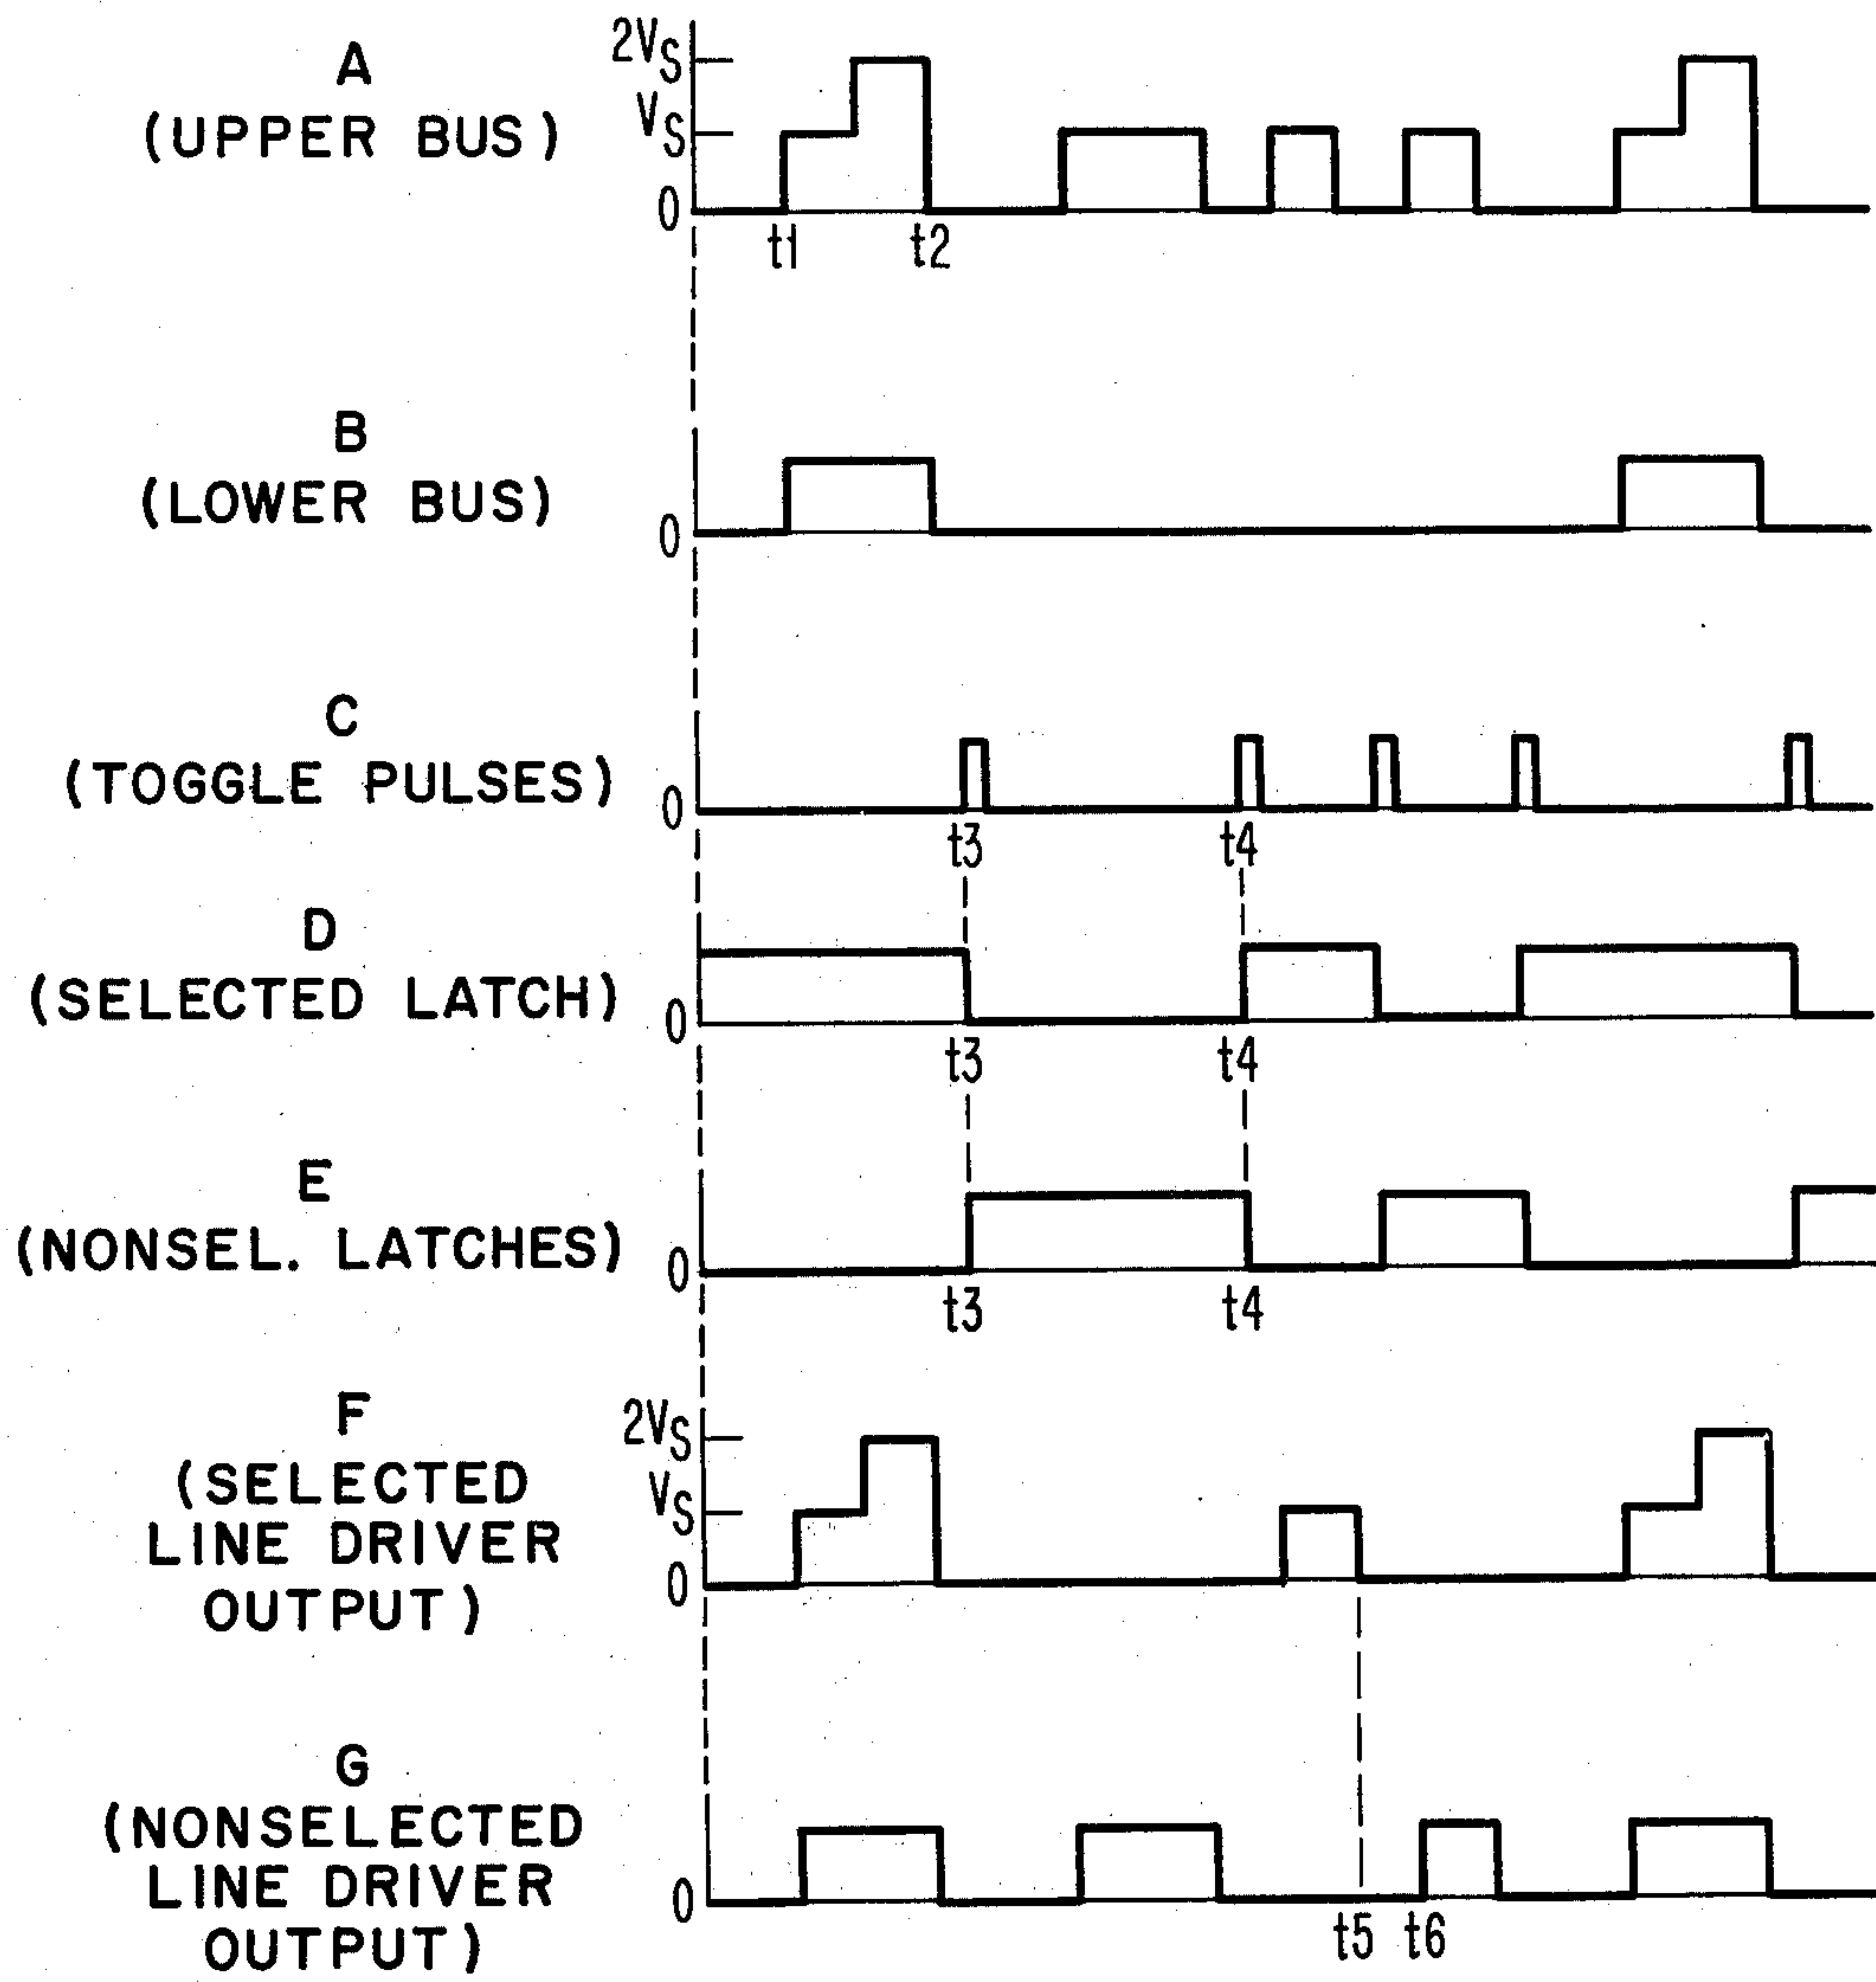 A
(UPPER BUS)
2VS
VS
0
t1 t2
B
(LOWER BUS)
0
C
(TOGGLE PULSES)
0
t3 t4
D
(SELECTED LATCH)
0
t3 t4
E
(NONSEL. LATCHES)
0
t3 t4
F
(SELECTED
LINE DRIVER
OUTPUT)
2VS
VS
0
G
(NONSELECTED
LINE DRIVER
OUTPUT)
0
t5 t6